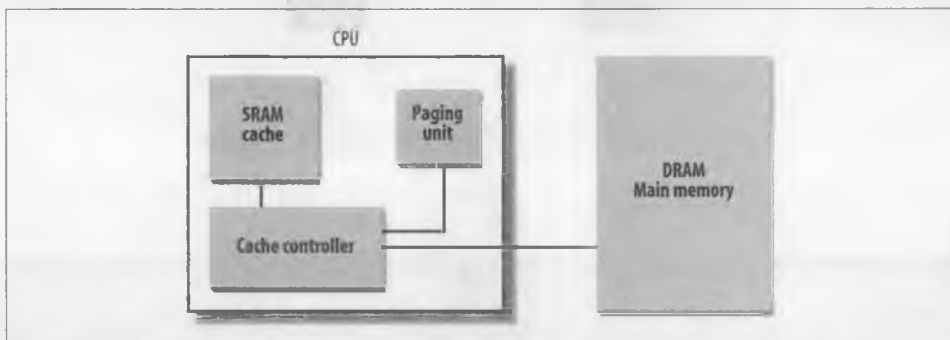 CPU
SRAM
cache
Paging
unit
DRAM
Main memory
Cache controller